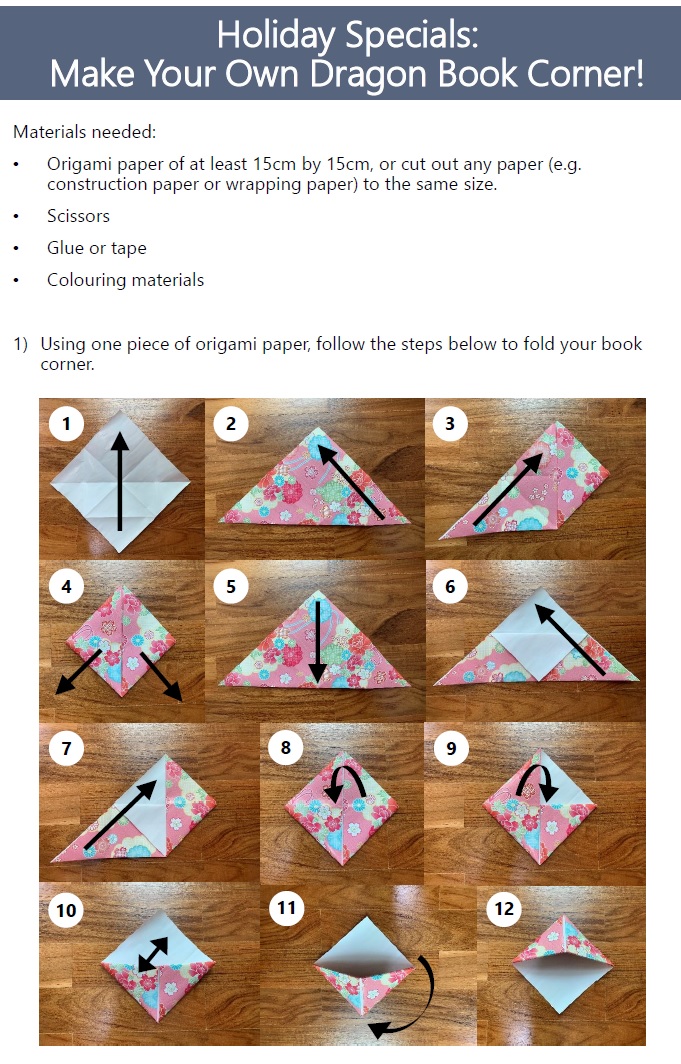 Holiday Specials:
Make Your Own Dragon Book Corner!
Materials needed:
• Origami paper of at least 15cm by 15cm, or cut out any paper (e.g.
construction paper or wrapping paper) to the same size.
• Scissors
• Glue or tape
• Colouring materials
1) Using one piece of origami paper, follow the steps below to fold your book
corner.
1
2
3
4
5
6
7
8
9
10
11
12